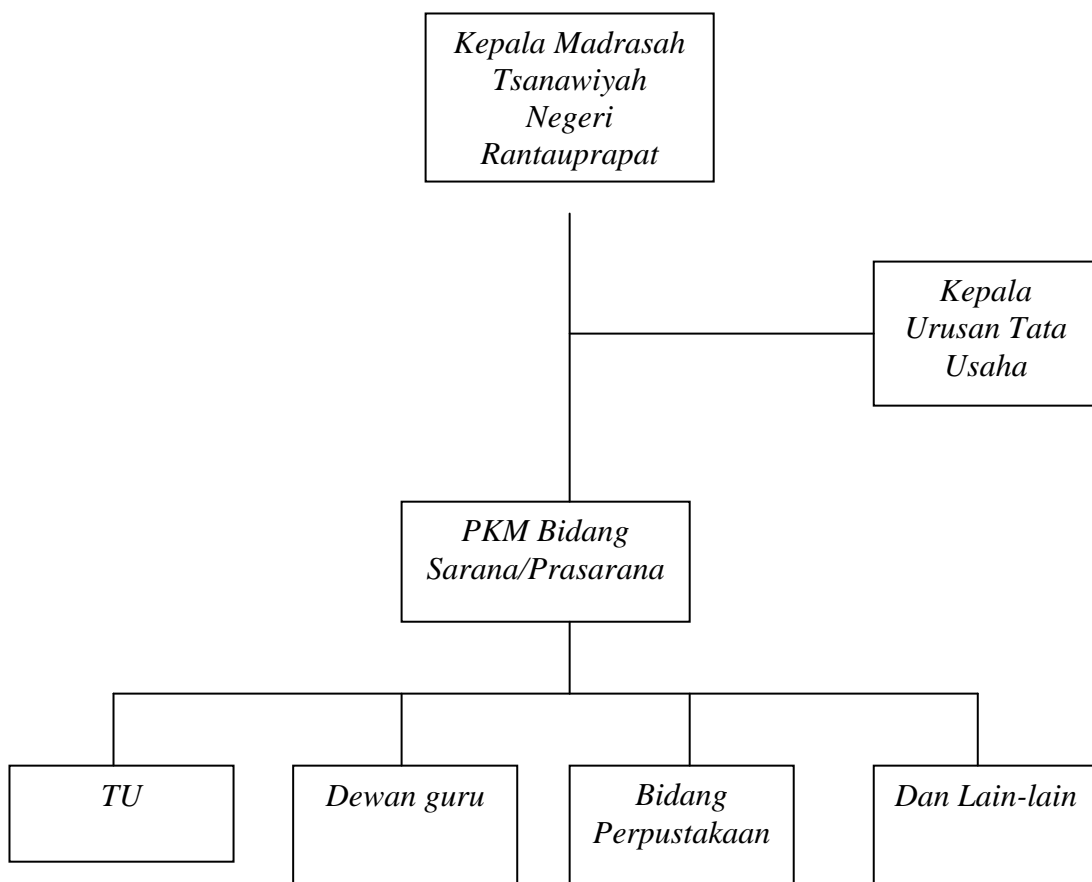 Kepala Madrasah
Tsanawiyah
Negeri
Rantauprapat
Kepala
Urusan Tata
Usaha
PKM Bidang
Sarana/Prasarana
TU
Dewan guru
Bidang
Perpustakaan
Dan Lain-lain